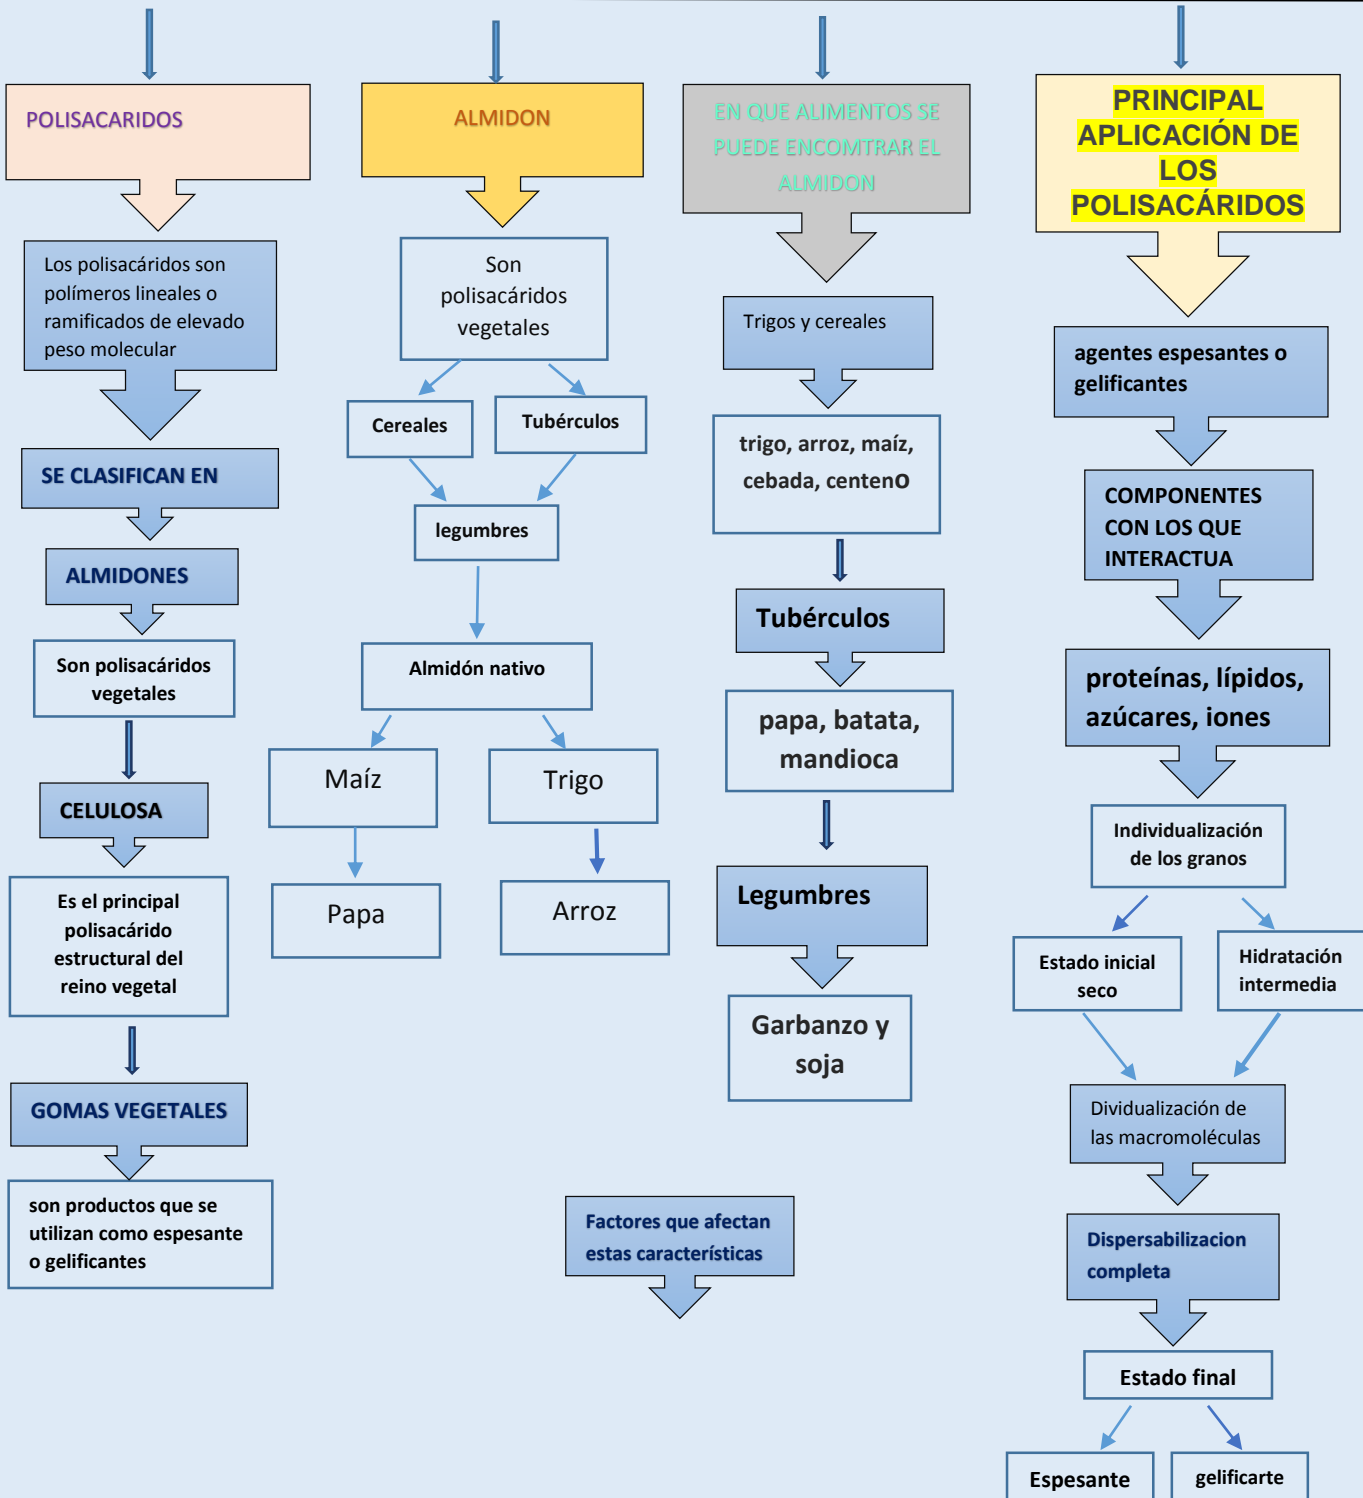 POLISACARIDOS
Los polisacáridos son
polímeros lineales o
ramificados de elevado
peso molecular
SE CLASIFICAN EN
ALMIDONES
Son polisacáridos
vegetales
CELULOSA
Es el principal
polisacárido
estructural del
reino vegetal
GOMAS VEGETALES
son productos que se
utilizan como espesante
o gelificantes
ALMIDON
Son
polisacáridos
vegetales
Cereales
Tubérculos
legumbres
Almidón nativo
Maíz
Trigo
Papa
Arroz
EN QUE ALIMENTOS SE
PUEDE ENCOMTRAR EL
ALMIDON
Trigos y cereales
trigo, arroz, maíz,
cebada, centeno
Tubérculos
papa, batata,
mandioca
Legumbres
Garbanzo y
soja
Factores que afectan
estas características
PRINCIPAL
APLICACIÓN DE
LOS
POLISACÁRIDOS
agentes espesantes o
gelificantes
COMPONENTES
CON LOS QUE
INTERACTUA
proteínas, lípidos,
azúcares, iones
Individualización
de los granos
Estado inicial
seco
Hidratación
intermedia
Dividualización de
las macromoléculas
Dispersabilizacion
completa
Estado final
Espesante
gelificarte